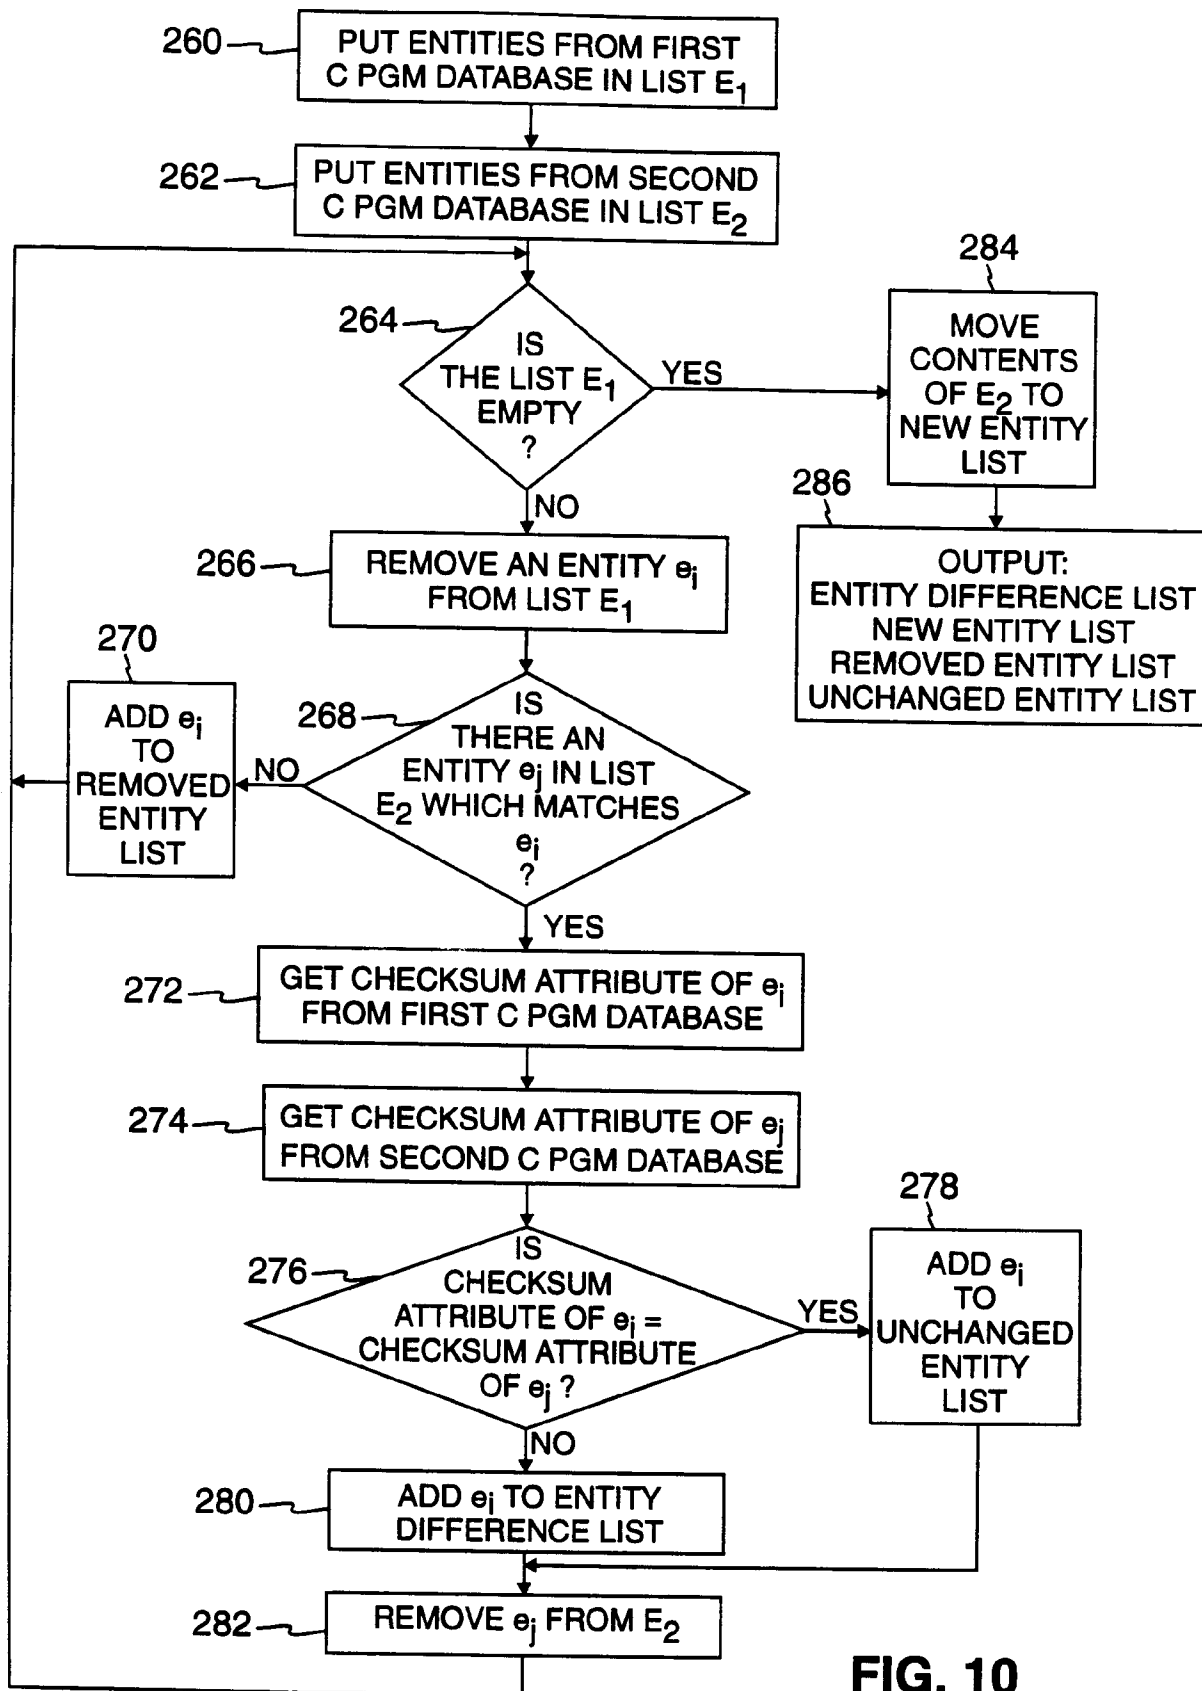 260
PUT ENTITIES FROM FIRST
C PGM DATABASE IN LIST E1
262
PUT ENTITIES FROM SECOND
C PGM DATABASE IN LIST E2
264
IS
THE LIST E1
EMPTY
?
YES
NO
284
MOVE
CONTENTS
OF E2 TO
NEW ENTITY
LIST
286
OUTPUT:
ENTITY DIFFERENCE LIST
NEW ENTITY LIST
REMOVED ENTITY LIST
UNCHANGED ENTITY LIST
266
REMOVE AN ENTITY ei
FROM LIST E1
268
IS
THERE AN
ENTITY ej IN LIST
E2 WHICH MATCHES
ei
?
NO
YES
270
ADD ei
TO
REMOVED
ENTITY
LIST
272
GET CHECKSUM ATTRIBUTE OF ei
FROM FIRST C PGM DATABASE
274
GET CHECKSUM ATTRIBUTE OF ej
FROM SECOND C PGM DATABASE
276
IS
CHECKSUM
ATTRIBUTE OF ei =
CHECKSUM ATTRIBUTE
OF ej ?
YES
NO
278
ADD ei
TO
UNCHANGED
ENTITY
LIST
280
ADD ei TO ENTITY
DIFFERENCE LIST
282
REMOVE ej FROM E2
FIG. 10